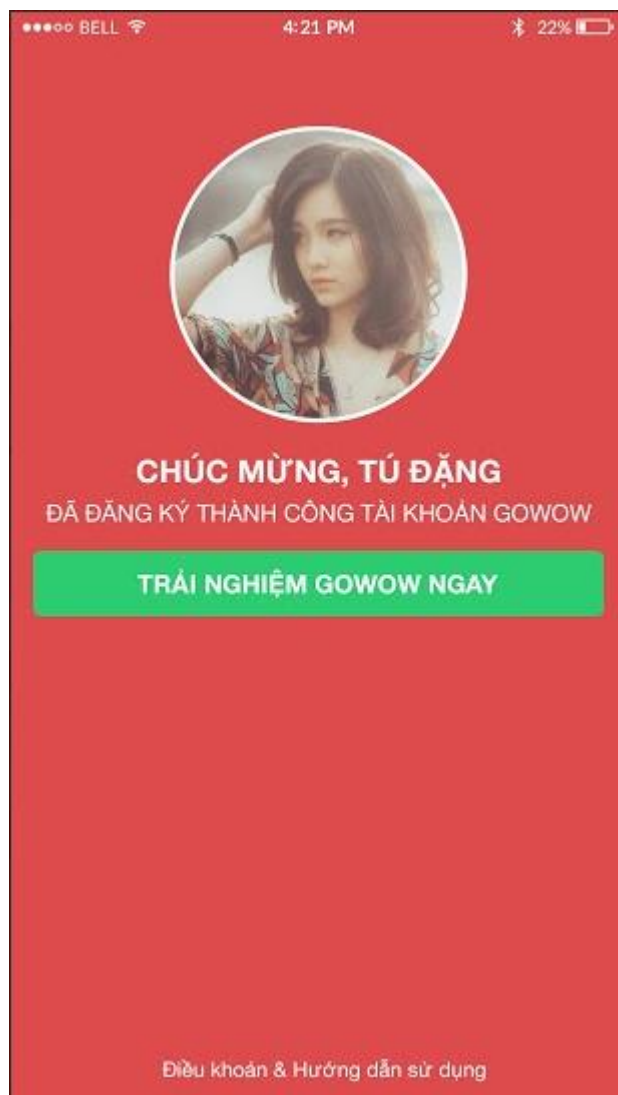 BELL 4:21 PM 22%
CHÚC MỪNG, TÚ ĐẶNG
ĐÃ ĐĂNG KÝ THÀNH CÔNG TÀI KHOẢN GOWOW
TRẢI NGHIỆM GOWOW NGAY
Điều khoản & Hướng dẫn sử dụng